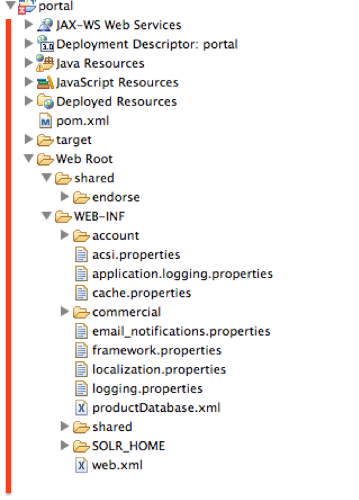 portal
JAX-WS Web Services
Deployment Descriptor: portal
Java Resources
JavaScript Resources
Deployed Resources
pom.xml
target
Web Root
shared
endorse
WEB-INF
account
acsi.properties
application.logging.properties
cache.properties
commercial
email_notifications.properties
framework.properties
localization.properties
logging.properties
productDatabase.xml
shared
SOLR_HOME
web.xml